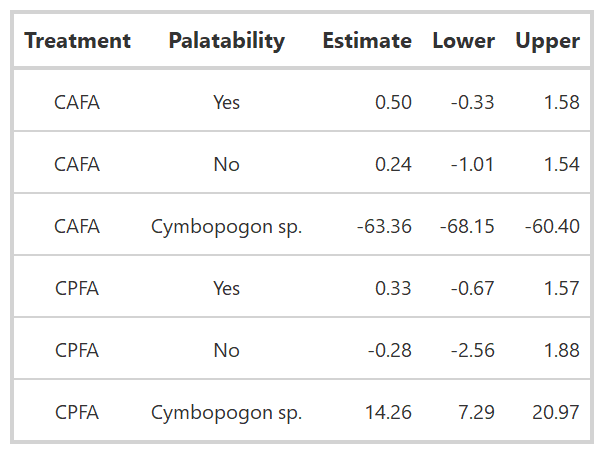 Treatment Palatability Estimate Lower Upper
CAFA Yes 0.50 -0.33 1.58
CAFA No 0.24 -1.01 1.54
CAFA Cymbopogon sp. -63.36 -68.15 -60.40
CPFA Yes 0.33 -0.67 1.57
CPFA No -0.28 -2.56 1.88
CPFA Cymbopogon sp. 14.26 7.29 20.97